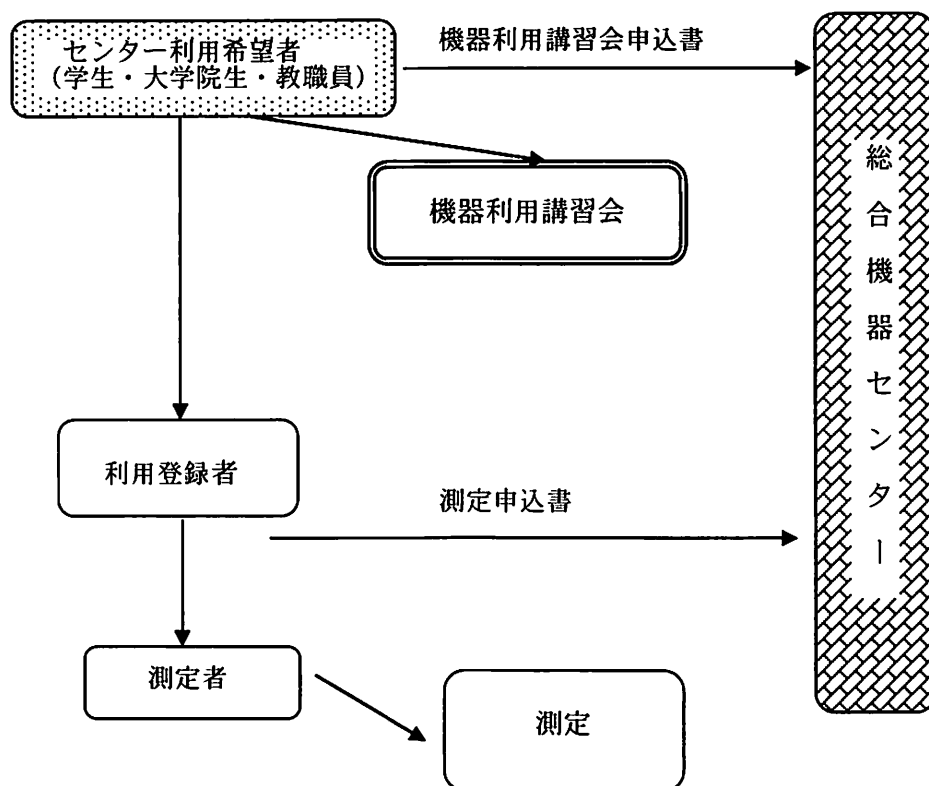 センター利用希望者
（学生・大学院生・教職員）
機器利用講習会申込書
機器利用講習会
総合機器センター
利用登録者
測定申込書
測定者
測定